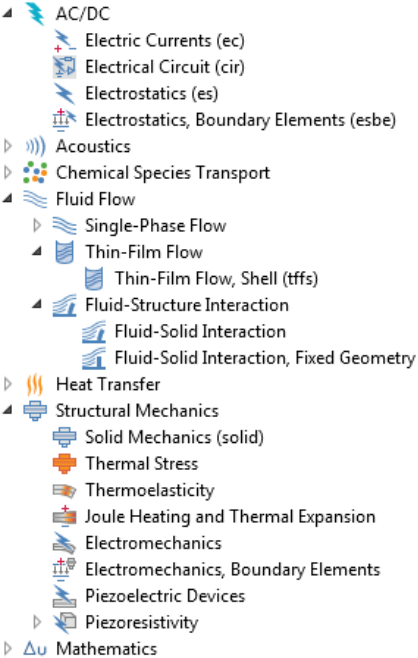 AC/DC
Electric Currents (ec)
Electrical Circuit (cir)
Electrostatics (es)
Electrostatics, Boundary Elements (esbe)
Acoustics
Chemical Species Transport
Fluid Flow
Single-Phase Flow
Thin-Film Flow
Thin-Film Flow, Shell (tffs)
Fluid-Structure Interaction
Fluid-Solid Interaction
Fluid-Solid Interaction, Fixed Geometry
Heat Transfer
Structural Mechanics
Solid Mechanics (solid)
Thermal Stress
Thermoelasticity
Joule Heating and Thermal Expansion
Electromechanics
Electromechanics, Boundary Elements
Piezoelectric Devices
Piezoresistivity
Δu Mathematics